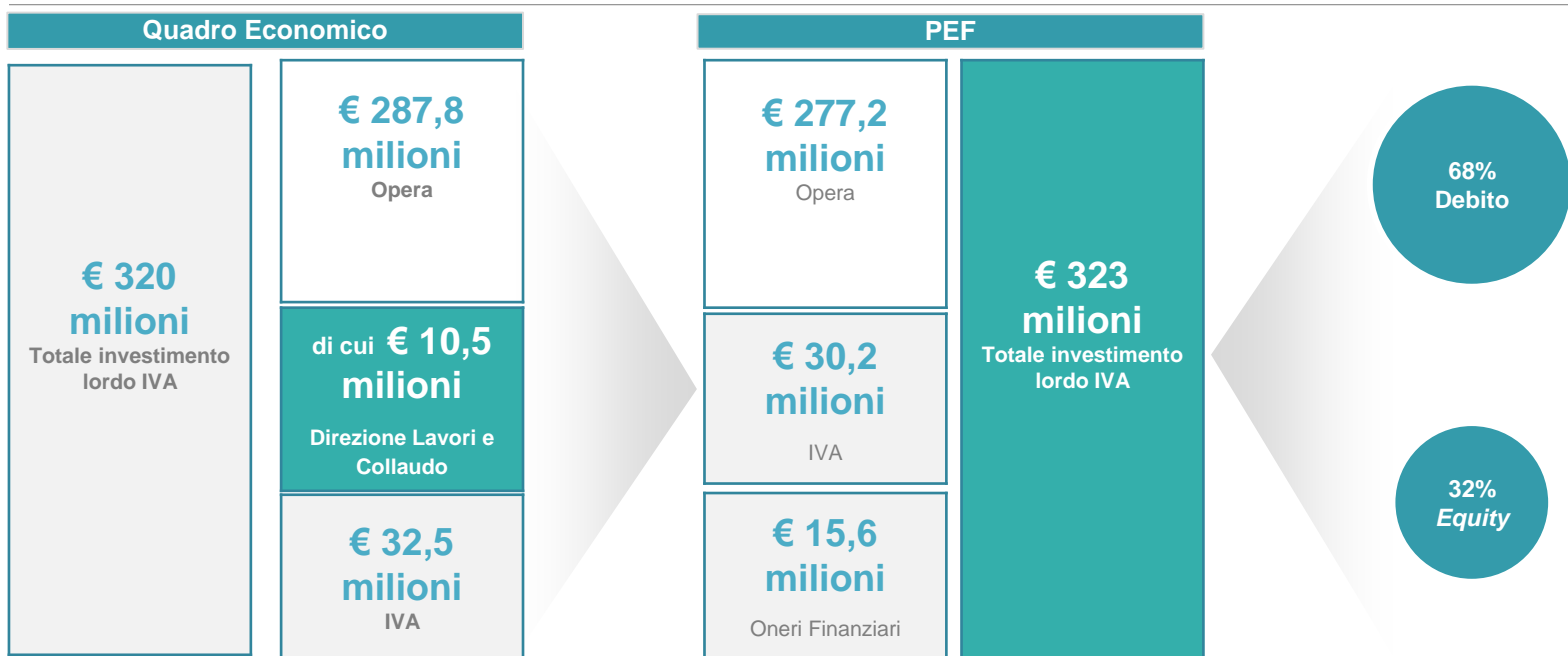 Quadro Economico
€ 320
milioni
Totale investimento
lordo IVA
€ 287,8
milioni
Opera
di cui € 10,5
milioni
Direzione Lavori e
Collaudo
€ 32,5
milioni
IVA
PEF
€ 277,2
milioni
Opera
€ 30,2
milioni
IVA
€ 15,6
milioni
Oneri Finanziari
€ 323
milioni
Totale investimento
lordo IVA
68%
Debito
32%
Equity